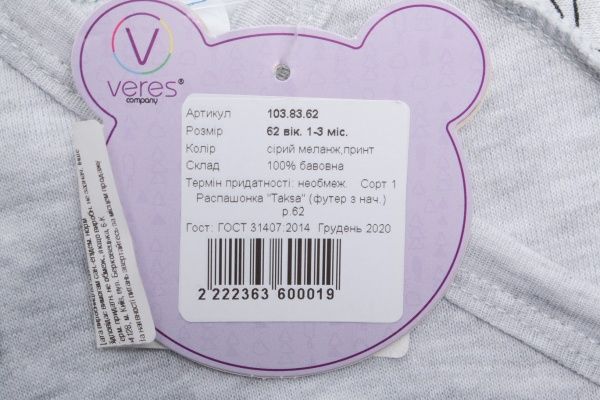 V
veres®
company
Артикул 103.83.62
Розмір 62 вік. 1-3 міс.
Колір сірий меланж,принт
Склад 100% бавовна
Термін придатності: необмеж. Сорт 1
Распашонка "Taksa" (футер з нач.)
р.62
Гост: ГОСТ 31407:2014 Грудень 2020
2 222363 600019